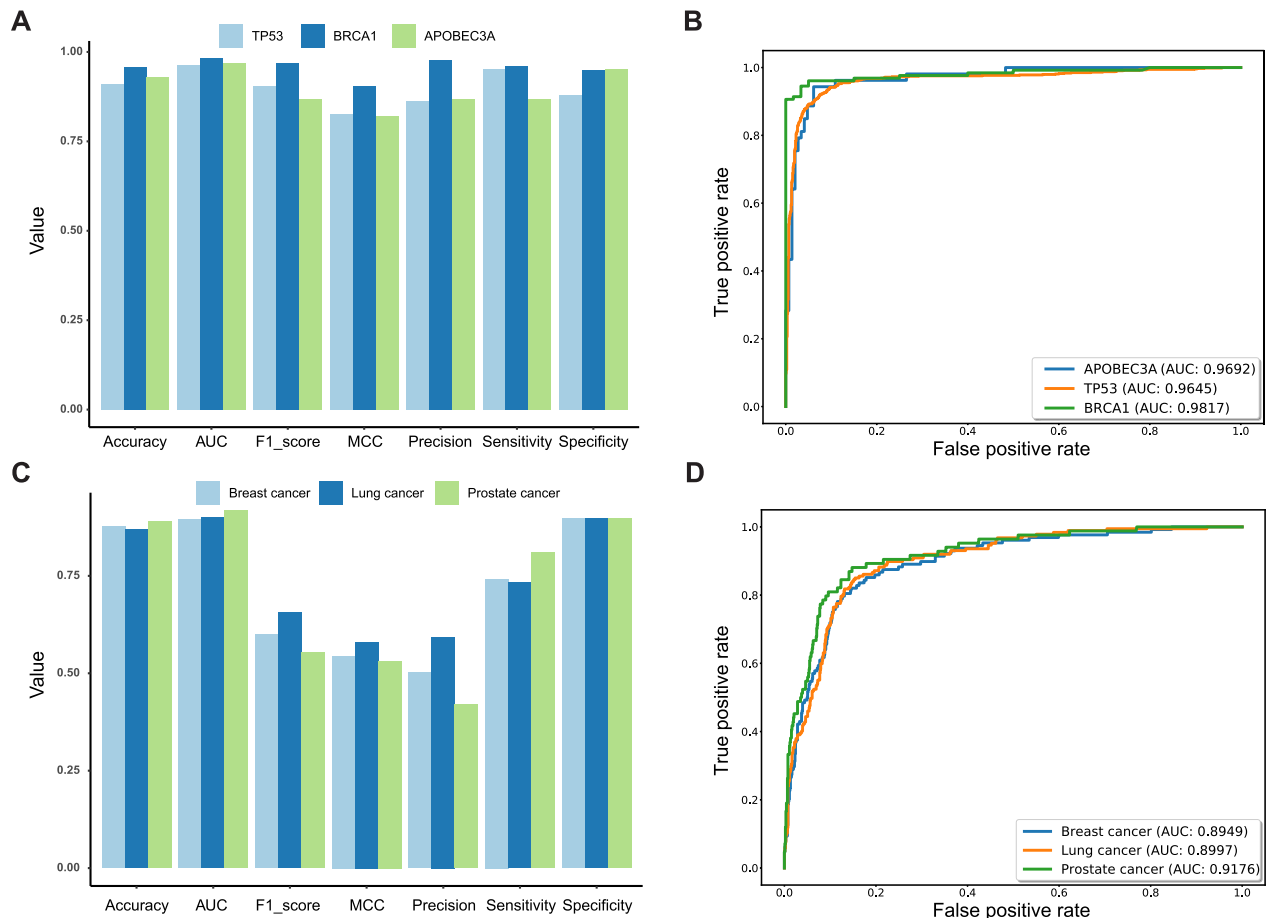 A
TP53 BRCA1 APOBEC3A
1.00
0.75
0.50
0.25
0.00
Value
Accuracy AUC F1_score MCC Precision Sensitivity Specificity
B
1.0
0.8
0.6
0.4
0.2
0.0
True positive rate
APOBEC3A (AUC: 0.9692)
TP53 (AUC: 0.9645)
BRCA1 (AUC: 0.9817)
0.0 0.2 0.4 0.6 0.8 1.0
False positive rate
C
Breast cancer Lung cancer Prostate cancer
0.75
0.50
0.25
0.00
Value
Accuracy AUC F1_score MCC Precision Sensitivity Specificity
D
1.0
0.8
0.6
0.4
0.2
0.0
True positive rate
Breast cancer (AUC: 0.8949)
Lung cancer (AUC: 0.8997)
Prostate cancer (AUC: 0.9176)
0.0 0.2 0.4 0.6 0.8 1.0
False positive rate